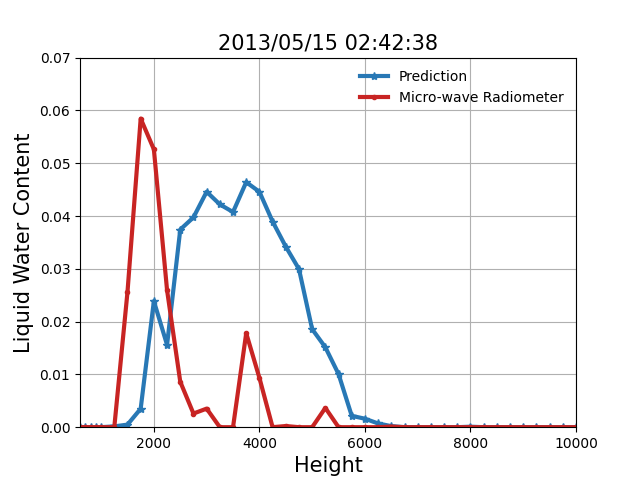 2013/05/15 02:42:38
0.07
0.06
0.05
0.04
0.03
0.02
0.01
0.00
Liquid Water Content
Prediction
Micro-wave Radiometer
2000 4000 6000 8000 10000
Height